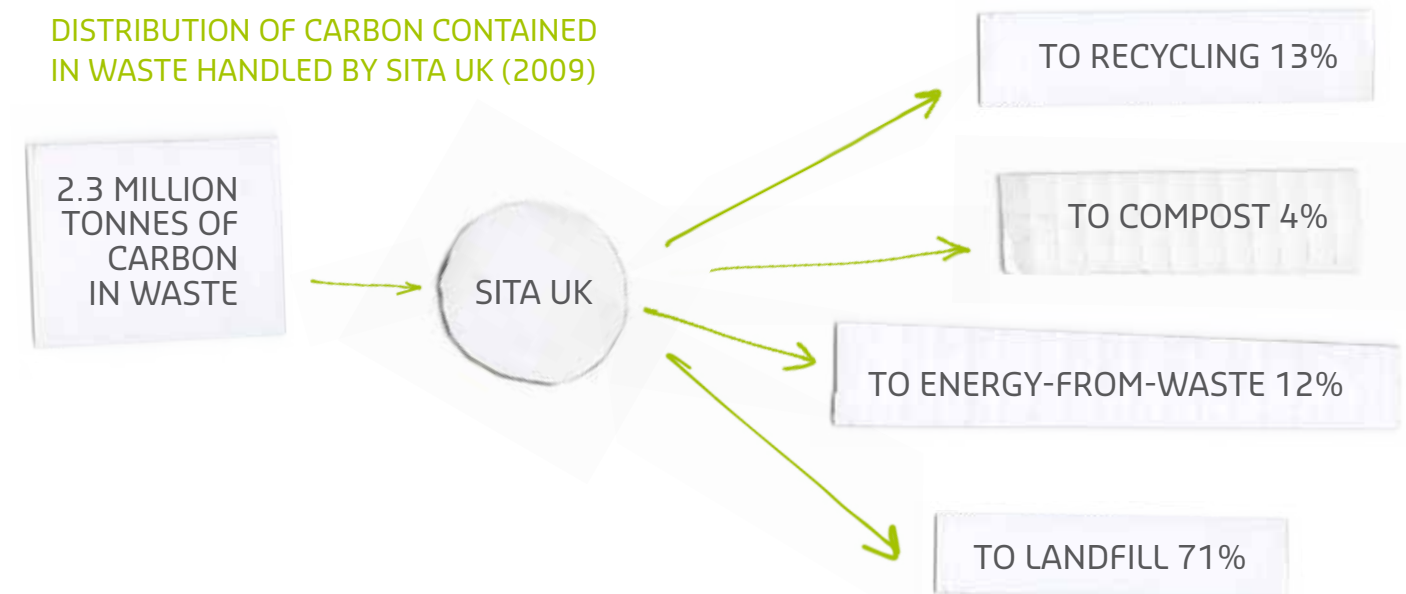 DISTRIBUTION OF CARBON CONTAINED
IN WASTE HANDLED BY SITA UK (2009)
2.3 MILLION
TONNES OF
CARBON
IN WASTE
SITA UK
TO RECYCLING 13%
TO COMPOST 4%
TO ENERGY-FROM-WASTE 12%
TO LANDFILL 71%